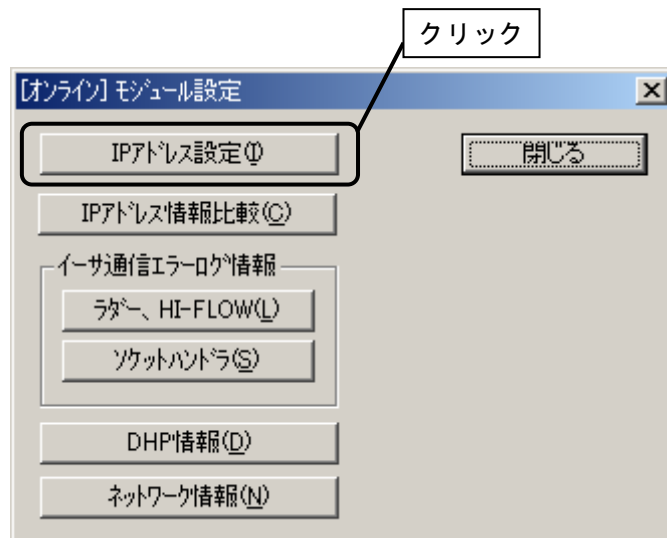 クリック
[オンライン] モジュール設定
IPアドレス設定(I)
閉じる
IPアドレス情報比較(C)
イーサ通信エラーログ情報
ラダー、HI-FLOW(L)
ソケットハンドラ(S)
DHP情報(D)
ネットワーク情報(N)